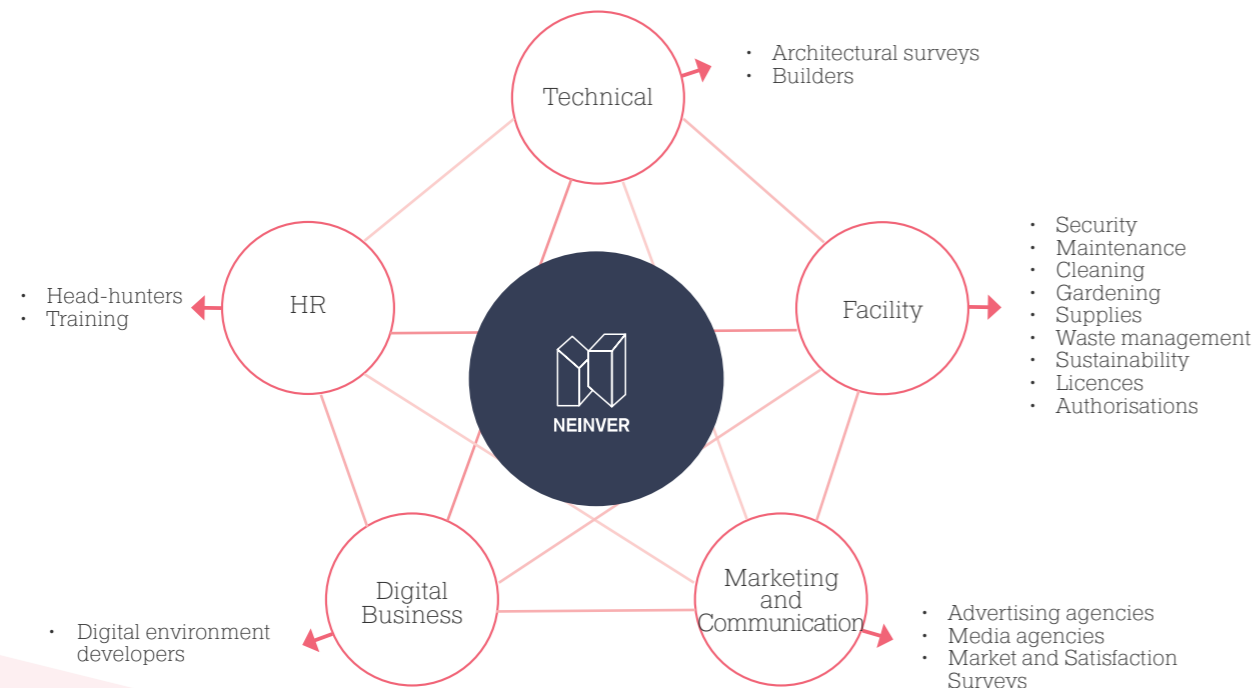 Technical
• Architectural surveys
• Builders
HR
• Head-hunters
• Training
Facility
• Security
• Maintenance
• Cleaning
• Gardening
• Supplies
• Waste management
• Sustainability
• Licences
• Authorisations
NEINVER
Digital
Business
• Digital environment
developers
Marketing
and
Communication
• Advertising agencies
• Media agencies
• Market and Satisfaction
Surveys